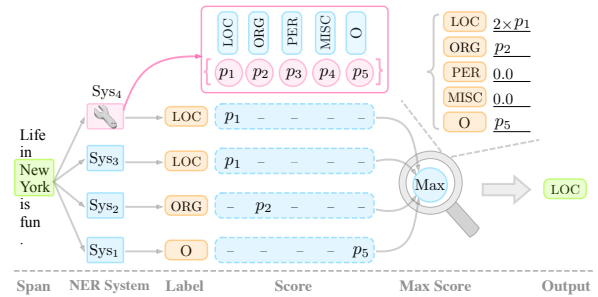 LOC ORG PER MISC O
{ p1 p2 p3 p4 p5 }
LOC 2×p1
ORG p2
PER 0.0
MISC 0.0
O p5
Life
in
New
York
is
fun
.
Sys4 LOC p1 – – – –
Sys3 LOC p1 – – – –
Sys2 ORG – p2 – – –
Sys1 O – – – – p5
Max
LOC
Span NER System Label Score Max Score Output